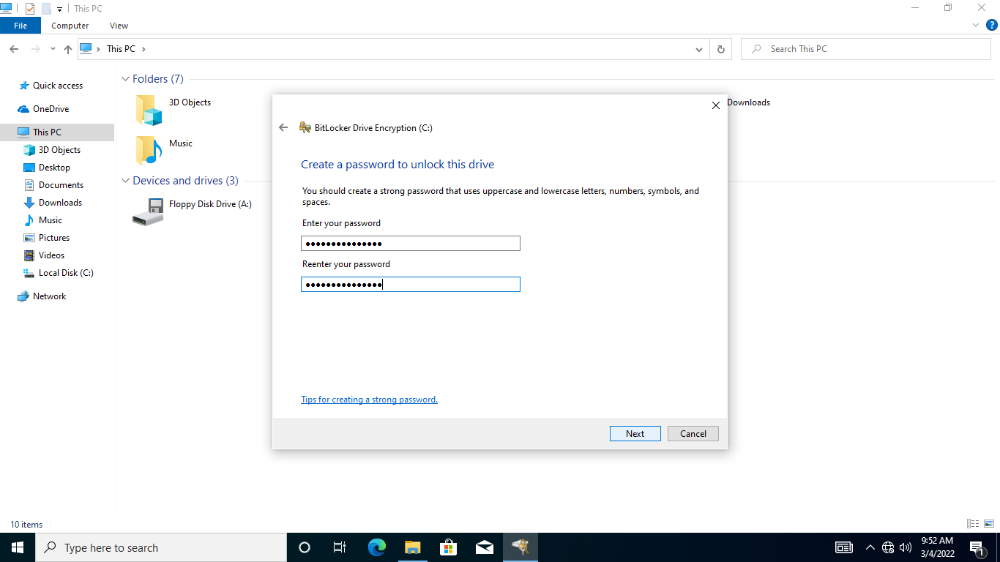 This PC
File
Computer
View
This PC
Search This PC
Quick access
OneDrive
This PC
3D Objects
Desktop
Documents
Downloads
Music
Pictures
Videos
Local Disk (C:)
Network
Folders (7)
3D Objects
Downloads
Music
Devices and drives (3)
Floppy Disk Drive (A:)
BitLocker Drive Encryption (C:)
Create a password to unlock this drive
You should create a strong password that uses uppercase and lowercase letters, numbers, symbols, and
spaces.
Enter your password
●●●●●●●●●●●●●●●
Reenter your password
●●●●●●●●●●●●●●●
Tips for creating a strong password.
Next
Cancel
10 items
Type here to search
9:52 AM
3/4/2022
1